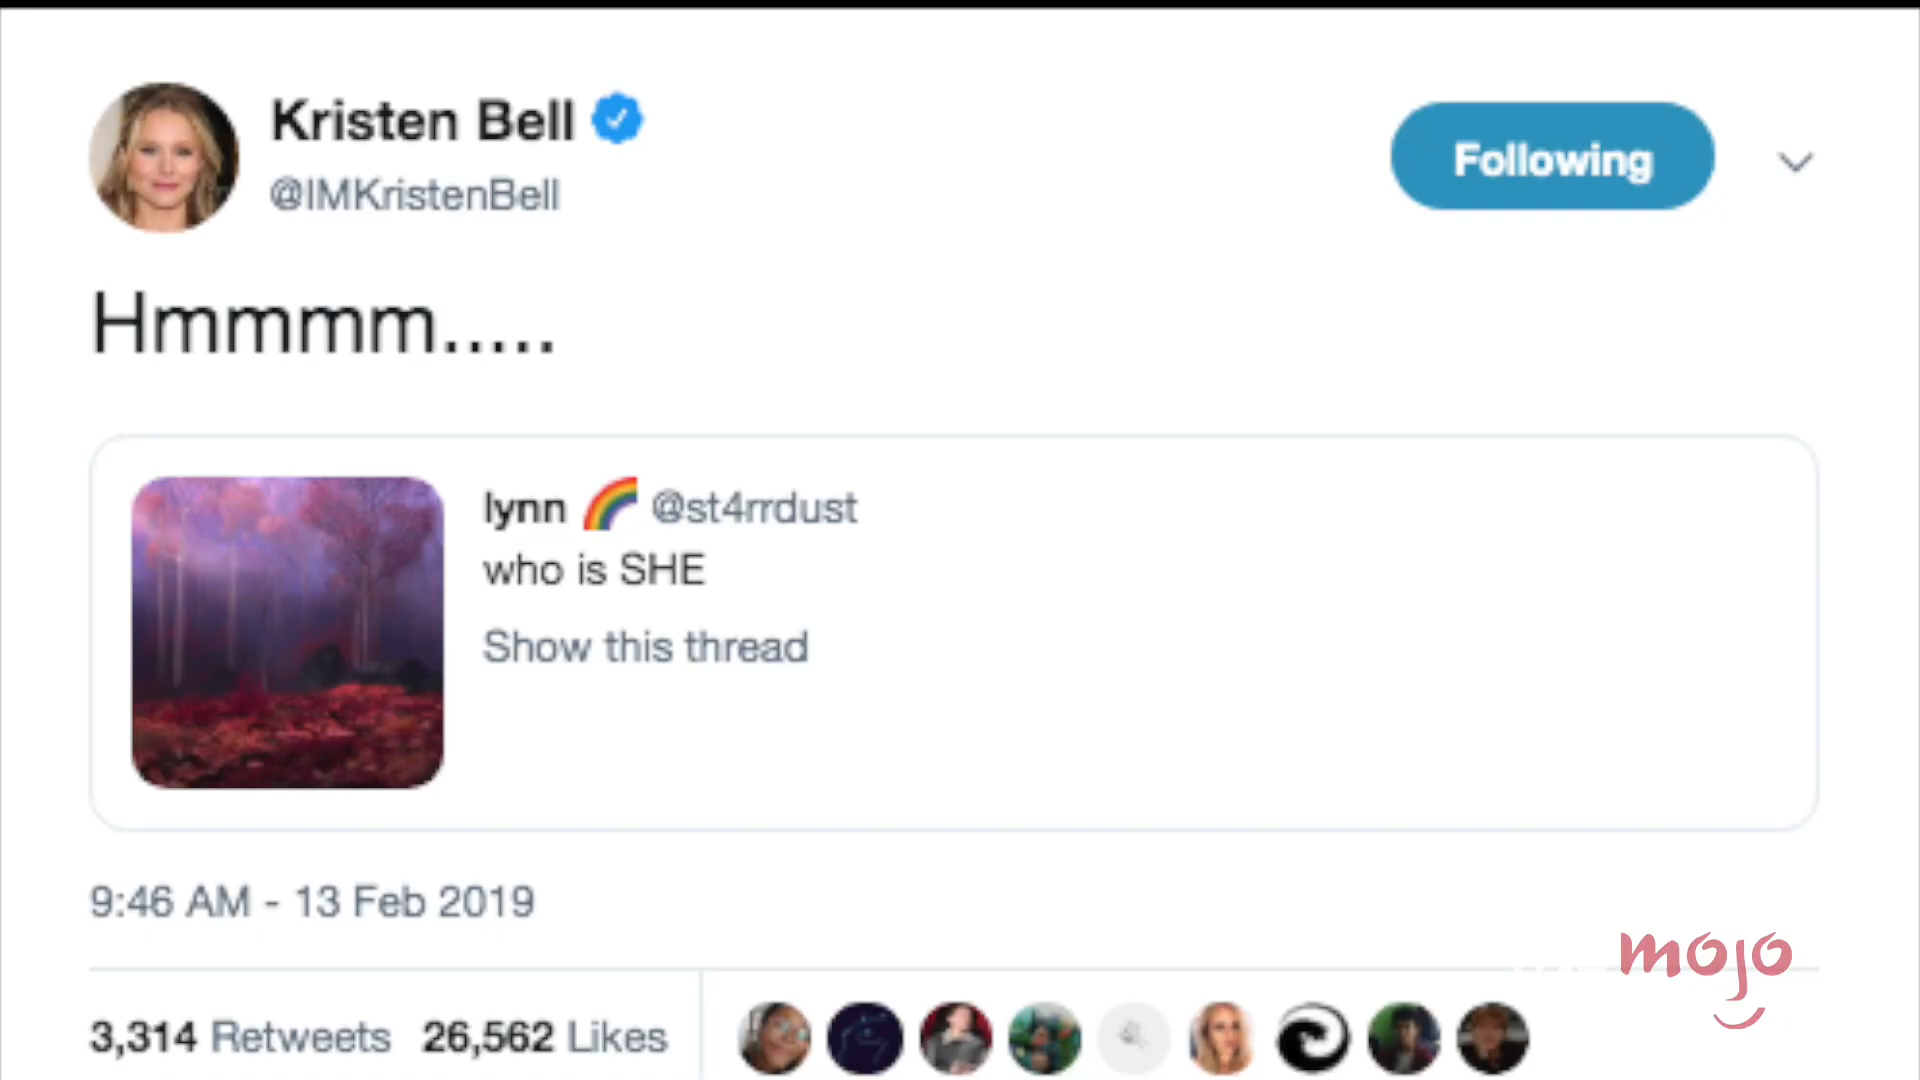 Kristen Bell
@IMKristenBell
Following
Hmmmm.....
lynn 🌈 @st4rrdust
who is SHE
Show this thread
9:46 AM - 13 Feb 2019
3,314 Retweets 26,562 Likes
mojo